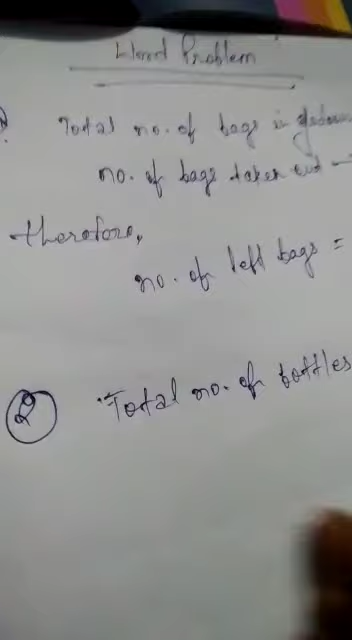 Word Problem
Total no. of bags in godown
no. of bags taken out —
therefore,
no. of left bags =
2 Total no. of bottles